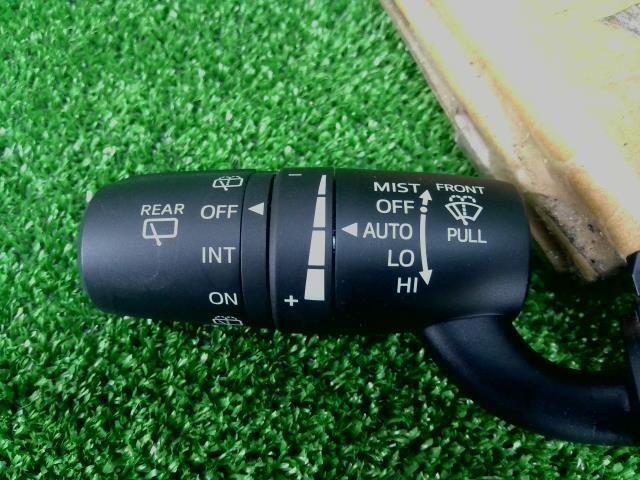 REAR
OFF
INT
ON
−
+
MIST
OFF
AUTO
LO
HI
FRONT
PULL